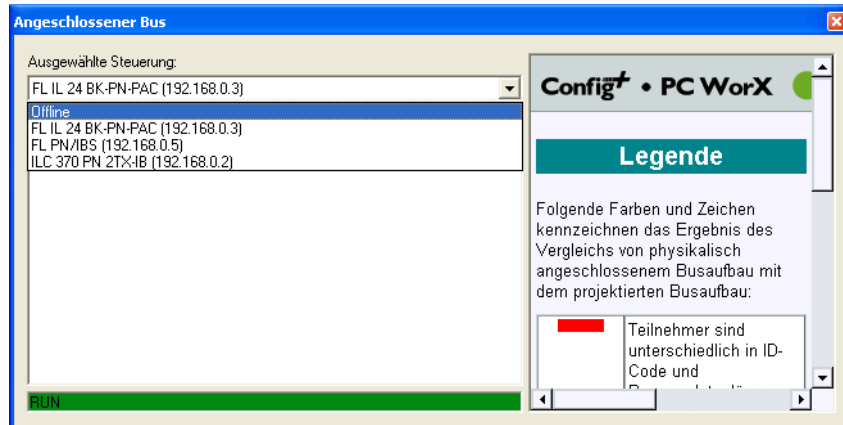 Angeschlossener Bus
Ausgewählte Steuerung:
FL IL 24 BK-PN-PAC (192.168.0.3)
Offline
FL IL 24 BK-PN-PAC (192.168.0.3)
FL PN/IBS (192.168.0.5)
ILC 370 PN 2TX-IB (192.168.0.2)
RUN
Config+ • PC WorX
Legende
Folgende Farben und Zeichen
kennzeichnen das Ergebnis des
Vergleichs von physikalisch
angeschlossenem Busaufbau mit
dem projektierten Busaufbau:
Teilnehmer sind
unterschiedlich in ID-
Code und